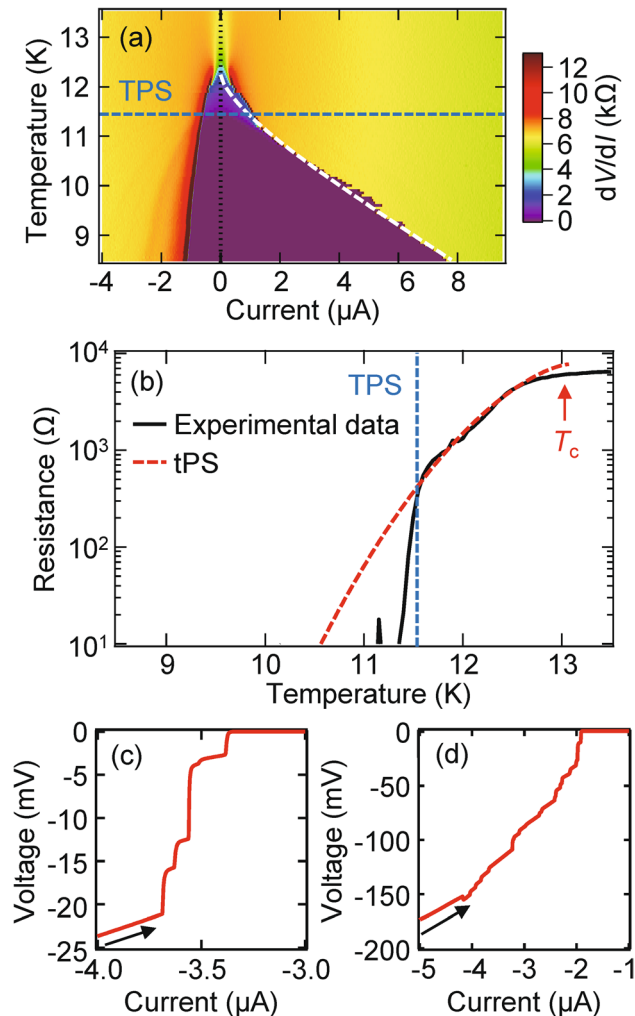 (a)
Temperature (K)
13
12
11
10
9
TPS
-4 -2 0 2 4 6 8
Current (µA)
12
10
8
6
4
2
0
dV/dI (kΩ)
(b)
Resistance (Ω)
10⁴
10³
10²
10¹
TPS
Experimental data
tPS
Tc
9 10 11 12 13
Temperature (K)
(c)
Voltage (mV)
0
-5
-10
-15
-20
-25
-4.0 -3.5 -3.0
Current (µA)
(d)
Voltage (mV)
0
-50
-100
-150
-200
-5 -4 -3 -2 -1
Current (µA)